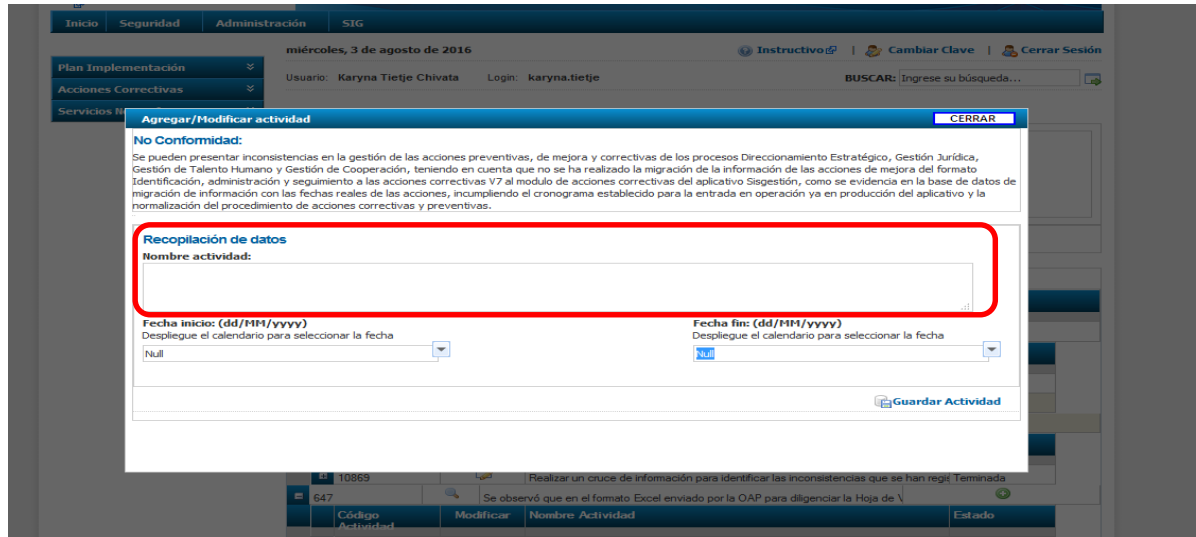 Inicio Seguridad Administración SIG
miércoles, 3 de agosto de 2016 Instructivo | Cambiar Clave | Cerrar Sesión
Plan Implementación
Usuario: Karyna Tietje Chivata Login: karyna.tietje BUSCAR: Ingrese su búsqueda...
Acciones Correctivas
Servicios
Agregar/Modificar actividad CERRAR
No Conformidad:
Se pueden presentar inconsistencias en la gestión de las acciones preventivas, de mejora y correctivas de los procesos Direccionamiento Estratégico, Gestión Jurídica,
Gestión de Talento Humano y Gestión de Cooperación, teniendo en cuenta que no se ha realizado la migración de la información de las acciones de mejora del formato
Identificación, administración y seguimiento a las acciones correctivas V7 al modulo de acciones correctivas del aplicativo Sisgestión, como se evidencia en la base de datos de
migración de información con las fechas reales de las acciones, incumpliendo el cronograma establecido para la entrada en operación ya en producción del aplicativo y la
normalización del procedimiento de acciones correctivas y preventivas.
Recopilación de datos
Nombre actividad:
Fecha inicio: (dd/MM/yyyy) Fecha fin: (dd/MM/yyyy)
Despliegue el calendario para seleccionar la fecha Despliegue el calendario para seleccionar la fecha
Null Null
Guardar Actividad
10869 Realizar un cruce de información para identificar las inconsistencias que se han regis Terminada
647 Se observó que en el formato Excel enviado por la OAP para diligenciar la Hoja de V
Código Modificar Nombre Actividad Estado
Actividad